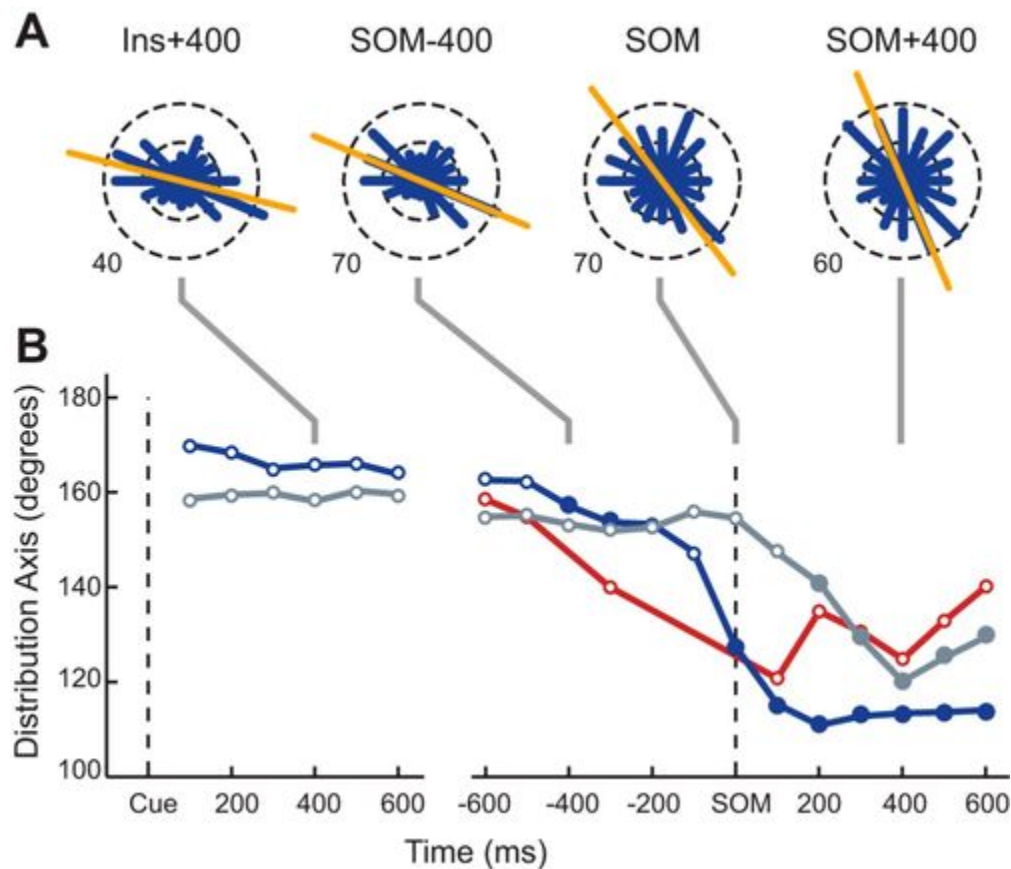 A
Ins+400 SOM-400 SOM SOM+400
40 70 70 60
B
Distribution Axis (degrees)
180
160
140
120
100
Cue 200 400 600 -600 -400 -200 SOM 200 400 600
Time (ms)